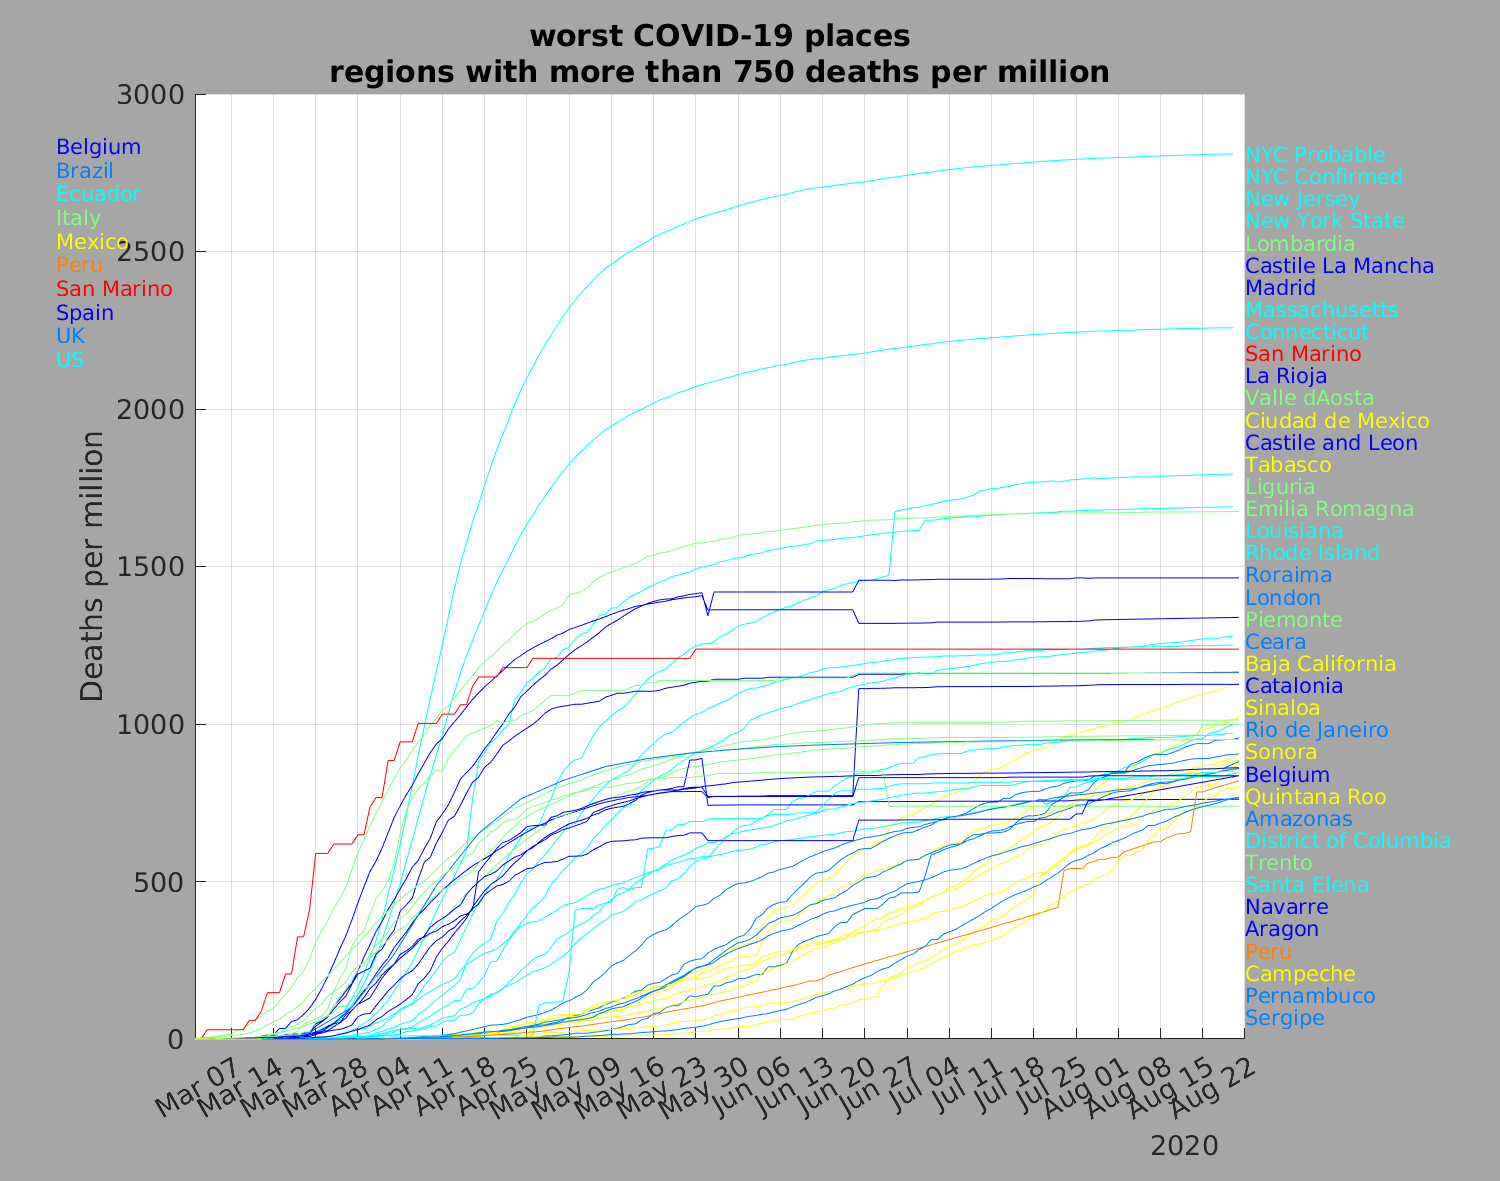 worst COVID-19 places
regions with more than 750 deaths per million
Belgium
Brazil
Ecuador
Italy
Mexico
Peru
San Marino
Spain
UK
US
Deaths per million
3000
2500
2000
1500
1000
500
0
NYC Probable
NYC Confirmed
New Jersey
New York State
Lombardia
Castile La Mancha
Madrid
Massachusetts
Connecticut
San Marino
La Rioja
Valle dAosta
Ciudad de Mexico
Castile and Leon
Tabasco
Liguria
Emilia Romagna
Louisiana
Rhode Island
Roraima
London
Piemonte
Ceara
Baja California
Catalonia
Sinaloa
Rio de Janeiro
Sonora
Belgium
Quintana Roo
Amazonas
District of Columbia
Trento
Santa Elena
Navarre
Aragon
Peru
Campeche
Pernambuco
Sergipe
Mar 07
Mar 14
Mar 21
Mar 28
Apr 04
Apr 11
Apr 18
Apr 25
May 02
May 09
May 16
May 23
May 30
Jun 06
Jun 13
Jun 20
Jun 27
Jul 04
Jul 11
Jul 18
Jul 25
Aug 01
Aug 08
Aug 15
Aug 22
2020